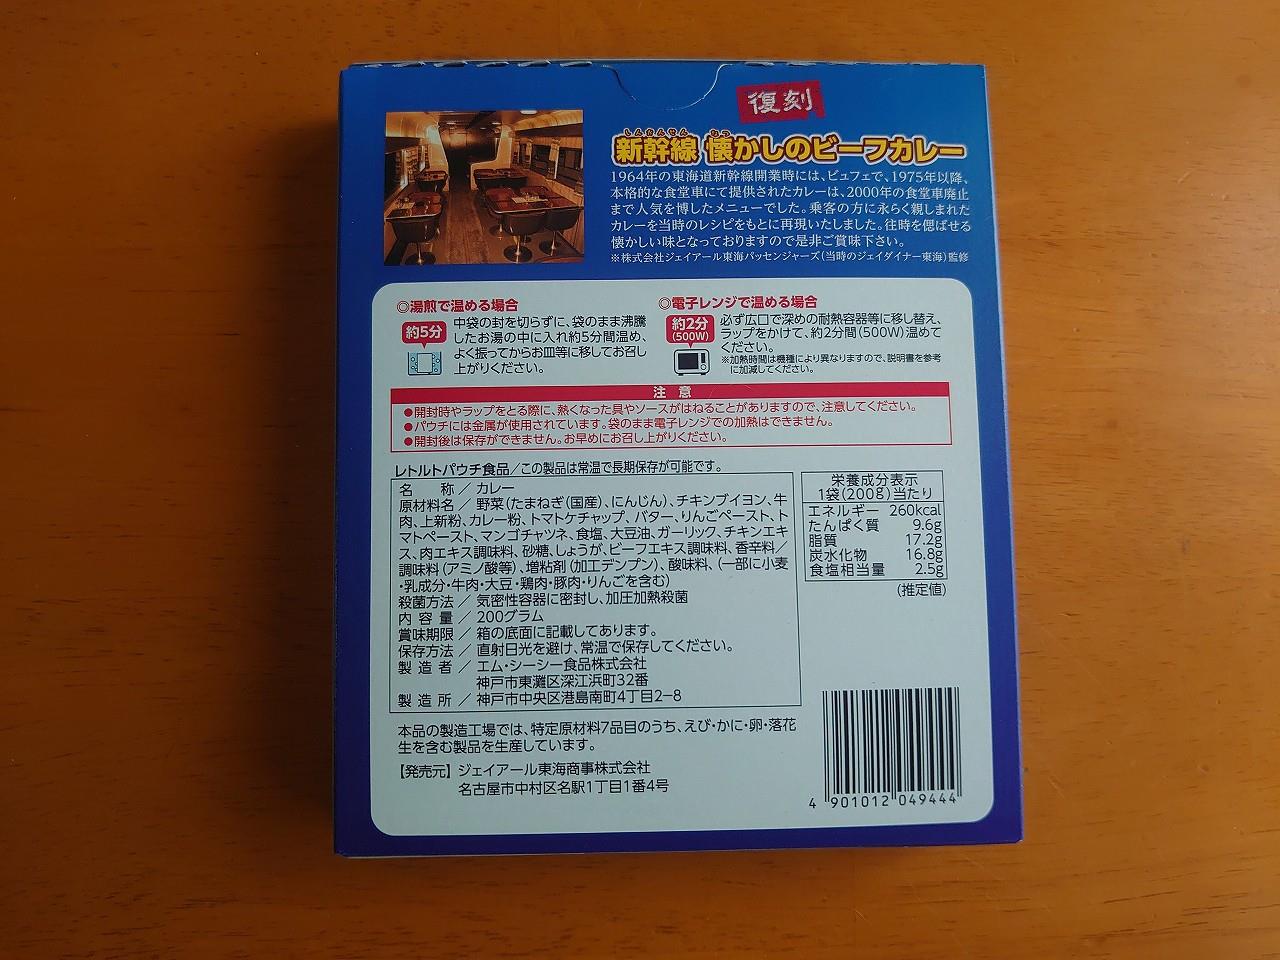 復刻
しんかんせん なつ
新幹線 懐かしのビーフカレー
1964年の東海道新幹線開業時には、ビュフェで、1975年以降、
本格的な食堂車にて提供されたカレーは、2000年の食堂車廃止
まで人気を博したメニューでした。乗客の方に永らく親しまれた
カレーを当時のレシピをもとに再現いたしました。往時を偲ばせる
懐かしい味となっておりますので是非ご賞味下さい。
※株式会社ジェイアール東海パッセンジャーズ(当時のジェイダイナー東海)監修
◎湯煎で温める場合
約5分
中袋の封を切らずに、袋のまま沸騰
したお湯の中に入れ約5分間温め、
よく振ってからお皿等に移してお召し
上がりください。
◎電子レンジで温める場合
約2分
(500W)
必ず広口で深めの耐熱容器等に移し替え、
ラップをかけて、約2分間(500W)温めて
ください。
※加熱時間は機種により異なりますので、説明書を参考
に加減してください。
注意
●開封時やラップをとる際に、熱くなった具やソースがはねることがありますので、注意してください。
●パウチには金属が使用されています。袋のまま電子レンジでの加熱はできません。
●開封後は保存ができません。お早めにお召し上がりください。
レトルトパウチ食品/この製品は常温で長期保存が可能です。
名称/カレー
原材料名/野菜(たまねぎ(国産)、にんじん)、チキンブイヨン、牛
肉、上新粉、カレー粉、トマトケチャップ、バター、りんごペースト、ト
マトペースト、マンゴチャツネ、食塩、大豆油、ガーリック、チキンエキ
ス、肉エキス調味料、砂糖、しょうが、ビーフエキス調味料、香辛料/
調味料(アミノ酸等)、増粘剤(加工デンプン)、酸味料、(一部に小麦
・乳成分・牛肉・大豆・鶏肉・豚肉・りんごを含む)
殺菌方法/気密性容器に密封し、加圧加熱殺菌
内容量/200グラム
賞味期限/箱の底面に記載してあります。
保存方法/直射日光を避け、常温で保存してください。
製造者/エム・シーシー食品株式会社
神戸市東灘区深江浜町32番
製造所/神戸市中央区港島南町4丁目2-8
栄養成分表示
1袋(200g)当たり
エネルギー 260kcal
たんぱく質 9.6g
脂質 17.2g
炭水化物 16.8g
食塩相当量 2.5g
(推定値)
本品の製造工場では、特定原材料7品目のうち、えび・かに・卵・落花
生を含む製品を生産しています。
【発売元】ジェイアール東海商事株式会社
名古屋市中村区名駅1丁目1番4号
4 901012 049444